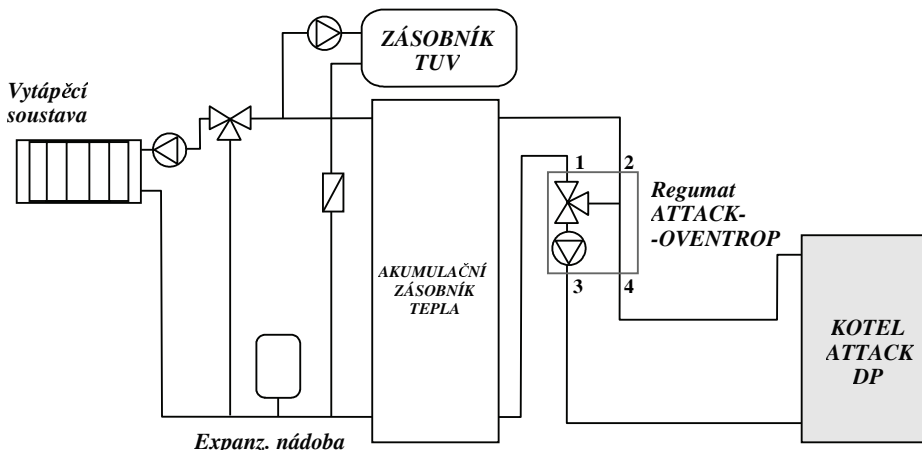 ZÁSOBNÍK
TUV
Vytápěcí
soustava
1
2
Regumat
ATTACK-
-OVENTROP
3
4
AKUMULAČNÍ
ZÁSOBNÍK
TEPLA
KOTEL
ATTACK
DP
Expanz. nádoba